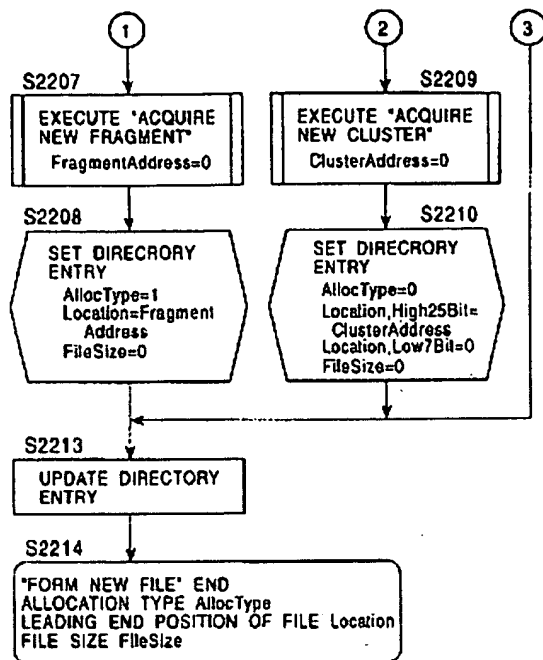 1
2
3
S2207
EXECUTE "ACQUIRE
NEW FRAGMENT"
FragmentAddress=0
S2209
EXECUTE "ACQUIRE
NEW CLUSTER"
ClusterAddress=0
S2208
SET DIRECRORY
ENTRY
AllocType=1
Location=Fragment
Address
FileSize=0
S2210
SET DIRECRORY
ENTRY
AllocType=0
Location,High25Bit=
ClusterAddress
Location,Low7Bit=0
FileSize=0
S2213
UPDATE DIRECTORY
ENTRY
S2214
"FORM NEW FILE" END
ALLOCATION TYPE AllocType
LEADING END POSITION OF FILE Location
FILE SIZE FileSize